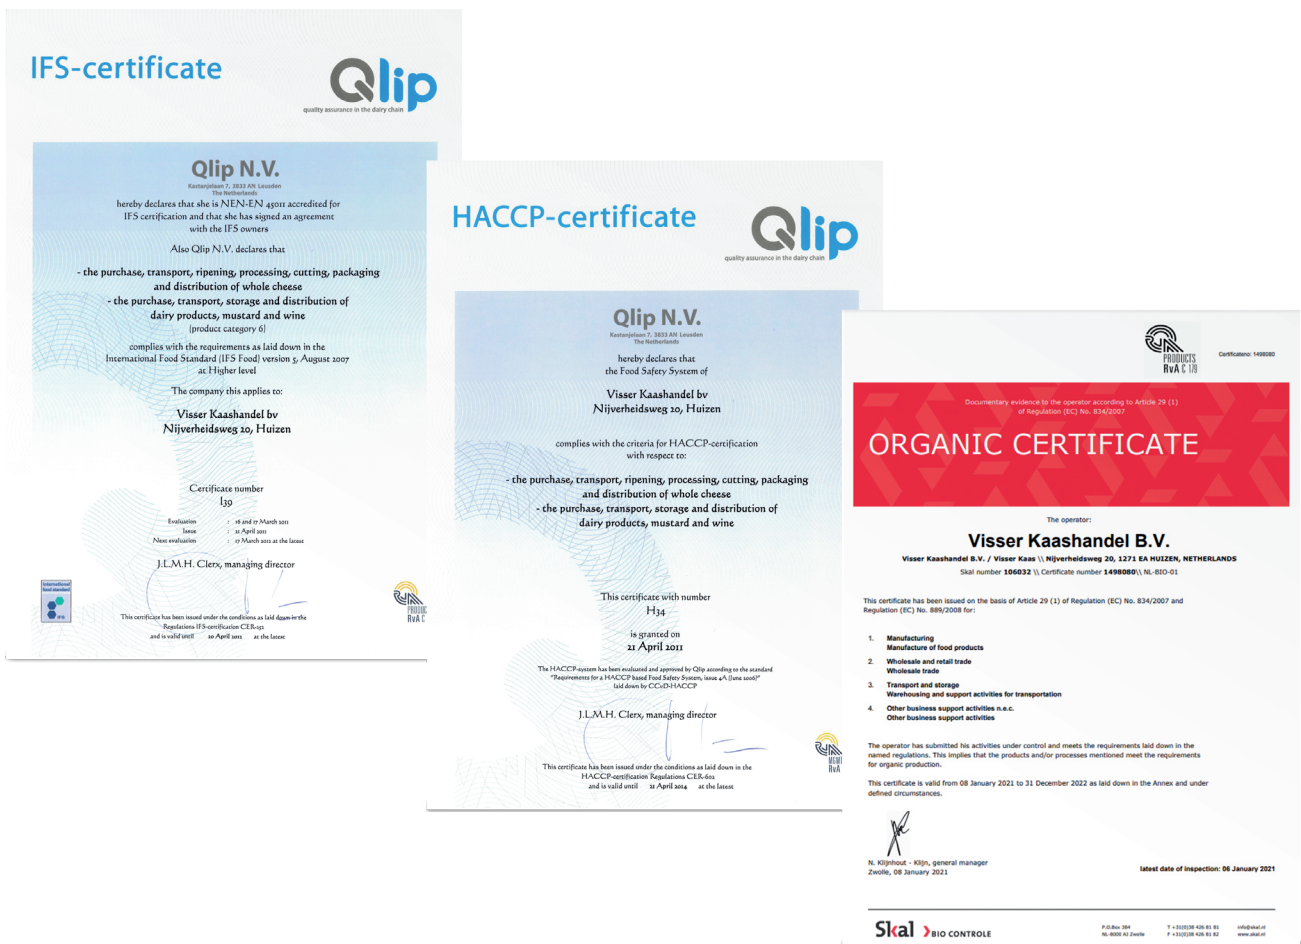 IFS-certificate
Qlip
quality assurance in the dairy chain
Qlip N.V.
Kastanjelaan 7, 3833 AN Leusden
The Netherlands
hereby declares that she is NEN-EN 45011 accredited for
IFS certification and that she has signed an agreement
with the IFS owners
Also Qlip N.V. declares that
- the purchase, transport, ripening, processing, cutting, packaging
and distribution of whole cheese
- the purchase, transport, storage and distribution of
dairy products, mustard and wine
(product category 6)
complies with the requirements as laid down in the
International Food Standard (IFS Food) version 5, August 2007
at Higher level
The company this applies to:
Visser Kaashandel bv
Nijverheidsweg 20, Huizen
Certificate number
I39
Evaluation : 16 and 17 March 2011
Issue : 21 April 2011
Next evaluation : 17 March 2012 at the latest
J.L.M.H. Clerx, managing director
International
food standard
IFS
This certificate has been issued under the conditions as laid down in the
Regulations IFS-certification CER-151
and is valid until 20 April 2012 at the latest
PRODUC
RvA C
HACCP-certificate
Qlip
quality assurance in the dairy chain
Qlip N.V.
Kastanjelaan 7, 3833 AN Leusden
The Netherlands
hereby declares that
the Food Safety System of
Visser Kaashandel bv
Nijverheidsweg 20, Huizen
complies with the criteria for HACCP-certification
with respect to:
- the purchase, transport, ripening, processing, cutting, packaging
and distribution of whole cheese
- the purchase, transport, storage and distribution of
dairy products, mustard and wine
This certificate with number
H34
is granted on
21 April 2011
The HACCP-system has been evaluated and approved by Qlip according to the standard
"Requirements for a HACCP based Food Safety System, issue 4A (June 2006)"
laid down by CCvD-HACCP
J.L.M.H. Clerx, managing director
This certificate has been issued under the conditions as laid down in the
HACCP-certification Regulations CER-601
and is valid until 21 April 2014 at the latest
MGMT
RvA
PRODUCTS
RvA C 179
Certificateno: 1498080
Documentary evidence to the operator according to Article 29 (1)
of Regulation (EC) No. 834/2007
ORGANIC CERTIFICATE
The operator:
Visser Kaashandel B.V.
Visser Kaashandel B.V. / Visser Kaas \\ Nijverheidsweg 20, 1271 EA HUIZEN, NETHERLANDS
Skal number 106032 \\ Certificate number 1498080\\ NL-BIO-01
This certificate has been issued on the basis of Article 29 (1) of Regulation (EC) No. 834/2007 and
Regulation (EC) No. 889/2008 for:
1. Manufacturing
Manufacture of food products
2. Wholesale and retail trade
Wholesale trade
3. Transport and storage
Warehousing and support activities for transportation
4. Other business support activities n.e.c.
Other business support activities
The operator has submitted his activities under control and meets the requirements laid down in the
named regulations. This implies that the products and/or processes mentioned meet the requirements
for organic production.
This certificate is valid from 08 January 2021 to 31 December 2022 as laid down in the Annex and under
defined circumstances.
N. Klijnhout - Klijn, general manager
Zwolle, 08 January 2021
latest date of inspection: 06 January 2021
Skal BIO CONTROLE
P.O.Box 384
NL-8000 AJ Zwolle
T +31(0)38 426 81 81
F +31(0)38 426 81 82
info@skal.nl
www.skal.nl